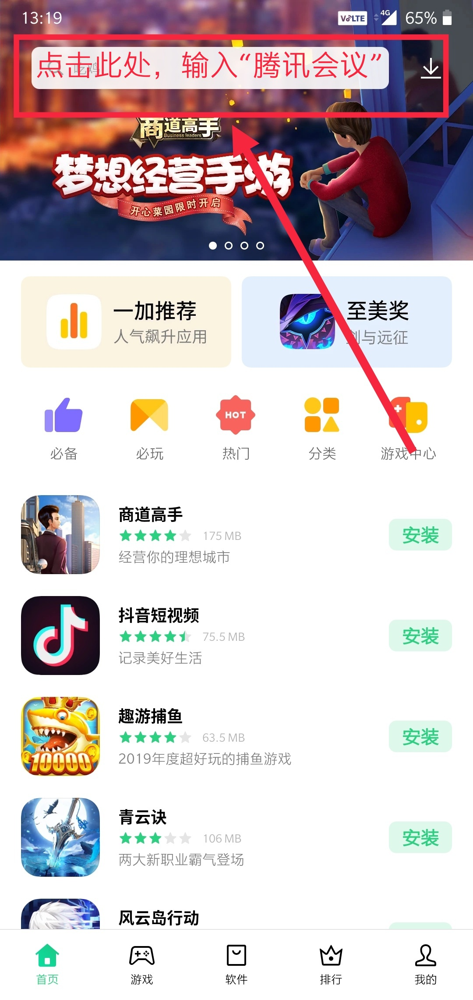 13:19
VoLTE 4G 65%
点击此处，输入“腾讯会议”
吃鸡
商道高手
Business leaders
梦想经营手游
开心菜园限时开启
一加推荐
人气飙升应用
至美奖
剑与远征
HOT
必备
必玩
热门
分类
游戏中心
商道高手
175 MB
经营你的理想城市
安装
抖音短视频
75.5 MB
记录美好生活
安装
10000
趣游捕鱼
63.5 MB
2019年度超好玩的捕鱼游戏
安装
青云诀
106 MB
两大新职业霸气登场
安装
风云岛行动
首页
游戏
软件
排行
我的